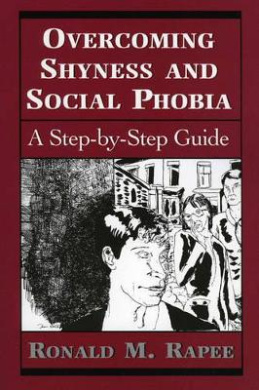 OVERCOMING
SHYNESS AND
SOCIAL PHOBIA
A Step-by-Step Guide
RONALD M. RAPEE